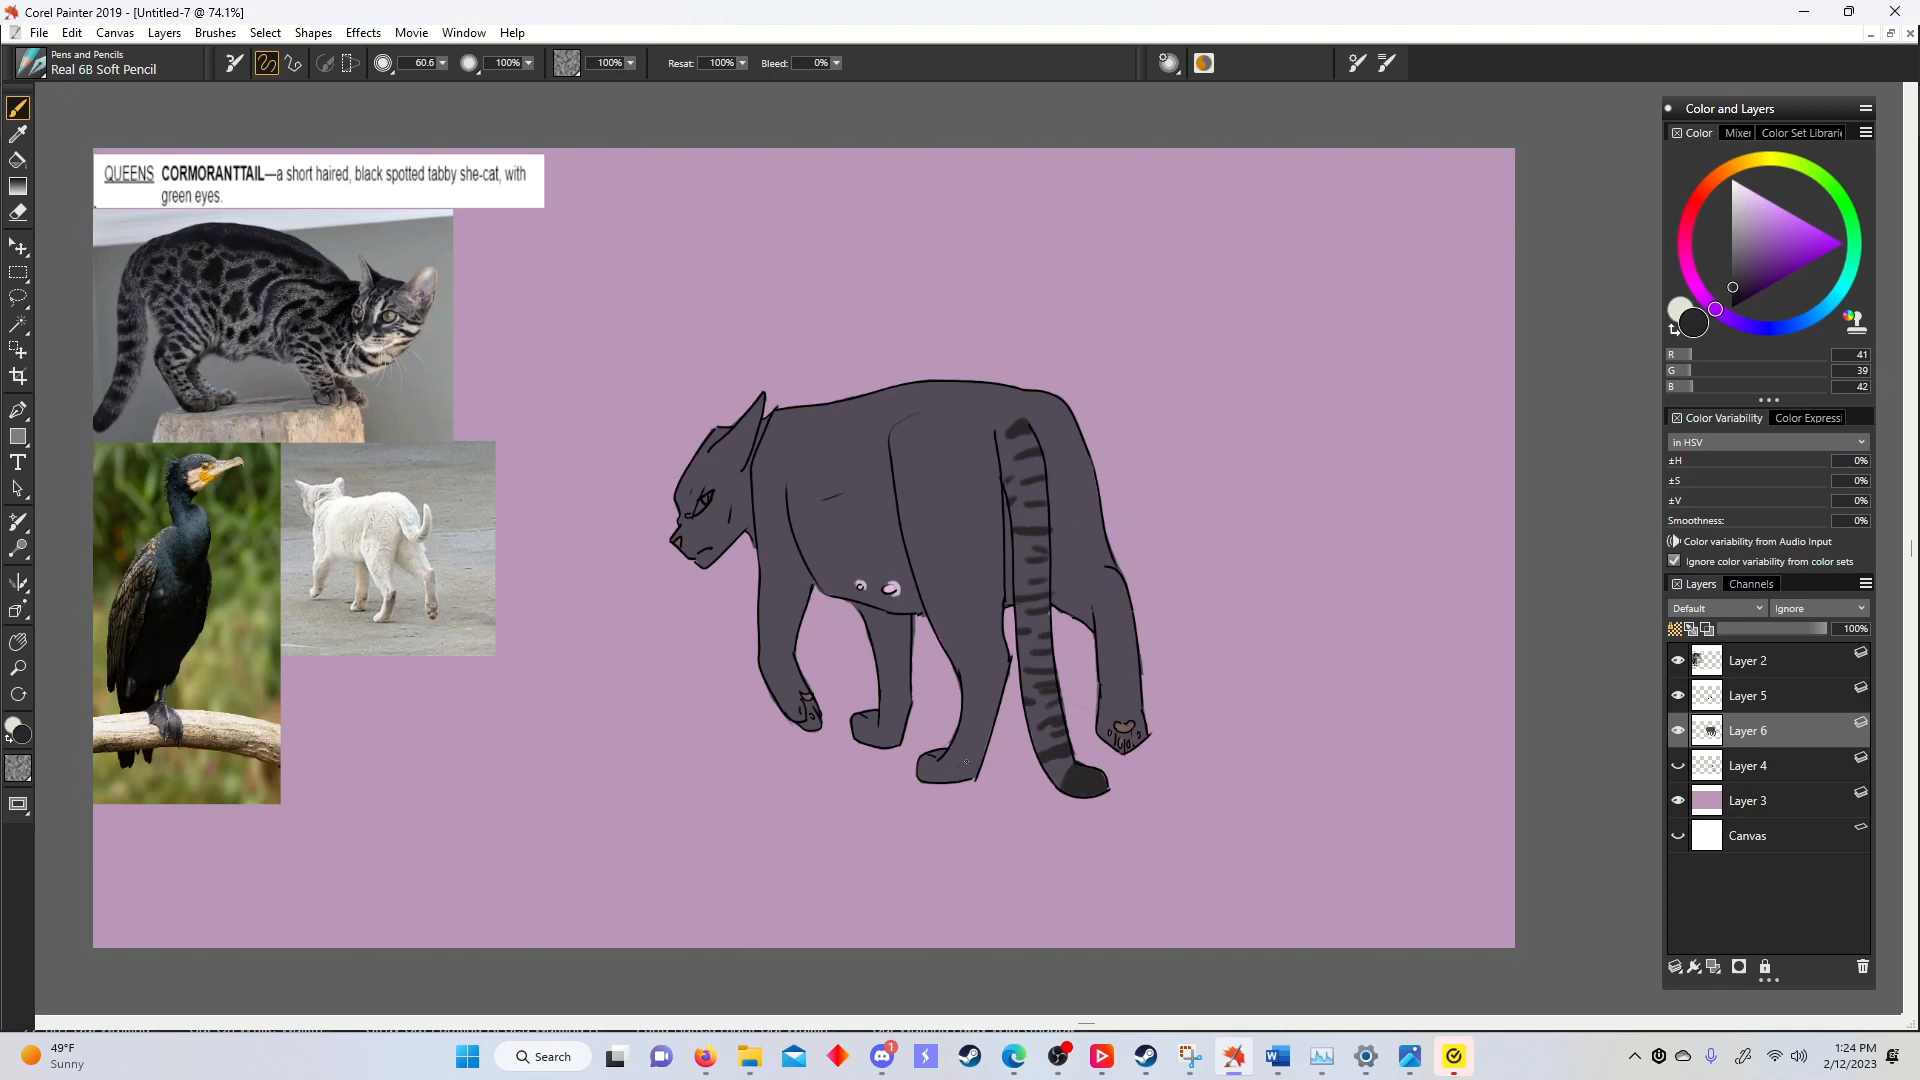 Corel Painter 2019 - [Untitled-7 @ 74.1%]
File Edit Canvas Layers Brushes Select Shapes Effects Movie Window Help
Pens and Pencils
Real 6B Soft Pencil
60.6 100% 100% Resat: 100% Bleed: 0%
QUEENS CORMORANTTAIL—a short haired, black spotted tabby she-cat, with
green eyes.
Color and Layers
Color Mixer Color Set Librarie
R 41
G 39
B 42
Color Variability Color Expressi
in HSV
±H 0%
±S 0%
±V 0%
Smoothness: 0%
Color variability from Audio Input
Ignore color variability from color sets
Layers Channels
Default Ignore
100%
Layer 2
Layer 5
Layer 6
Layer 4
Layer 3
Canvas
49°F
Sunny
Search
1
1:24 PM
2/12/2023